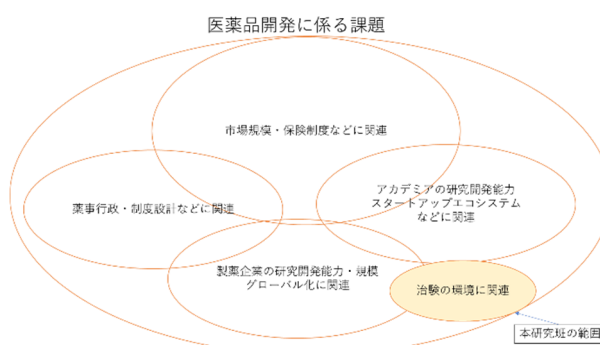 医薬品開発に係る課題
市場規模・保険制度などに関連
アカデミアの研究開発能力
スタートアップエコシステム
などに関連
薬事行政・制度設計などに関連
製薬企業の研究開発能力・規模
グローバル化に関連
治験の環境に関連
本研究班の範囲